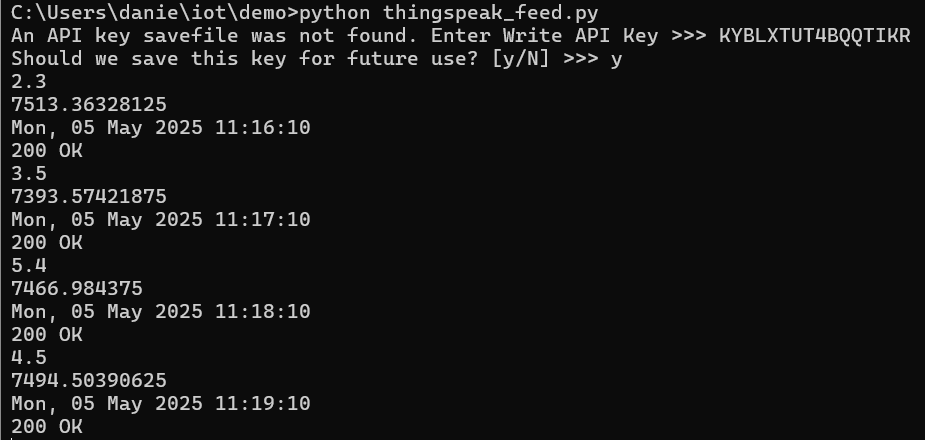 C:\Users\danie\iot\demo>python thingspeak_feed.py
An API key savefile was not found. Enter Write API Key >>> KYBLXTUT4BQQTIKR
Should we save this key for future use? [y/N] >>> y
2.3
7513.36328125
Mon, 05 May 2025 11:16:10
200 OK
3.5
7393.57421875
Mon, 05 May 2025 11:17:10
200 OK
5.4
7466.984375
Mon, 05 May 2025 11:18:10
200 OK
4.5
7494.50390625
Mon, 05 May 2025 11:19:10
200 OK